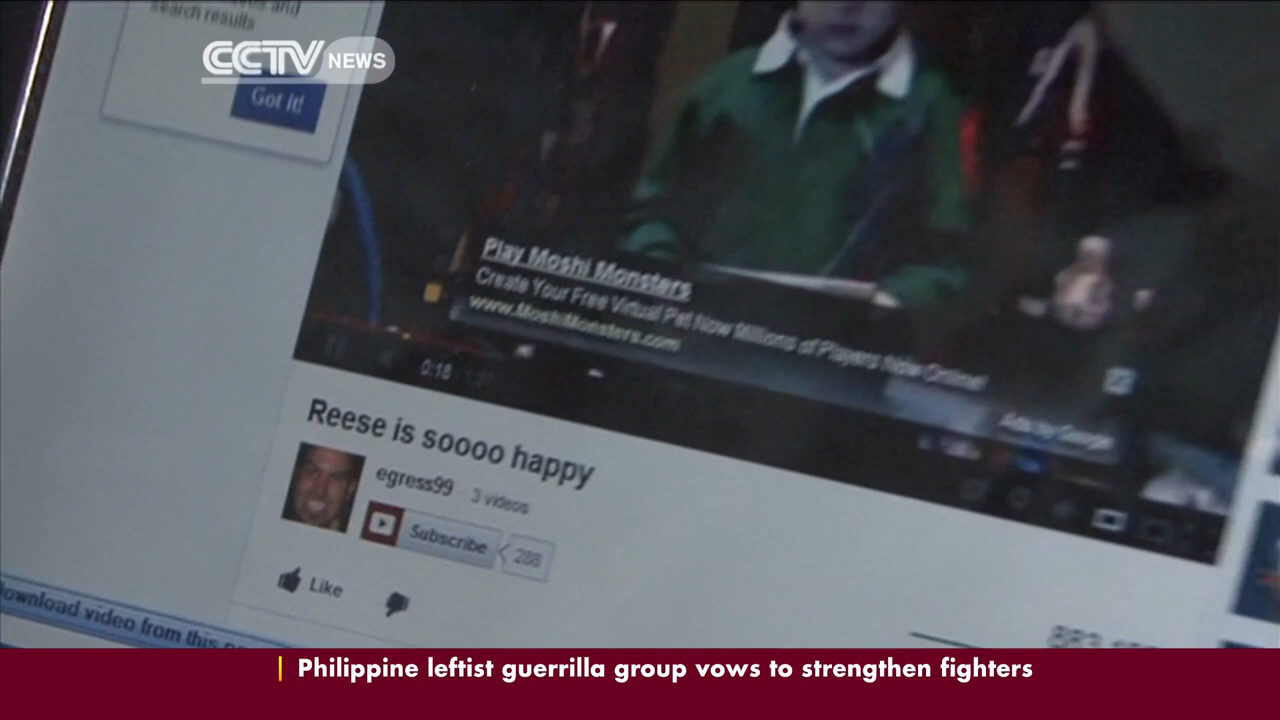 search results
Got it!
CCTV NEWS
Play Moshi Monsters
Create Your Free Virtual Pet Now Millions of Players Now Online!
www.MoshiMonsters.com
0:18
Reese is soooo happy
egress99 3 videos
Subscribe 288
Like
Download video from this
Philippine leftist guerrilla group vows to strengthen fighters